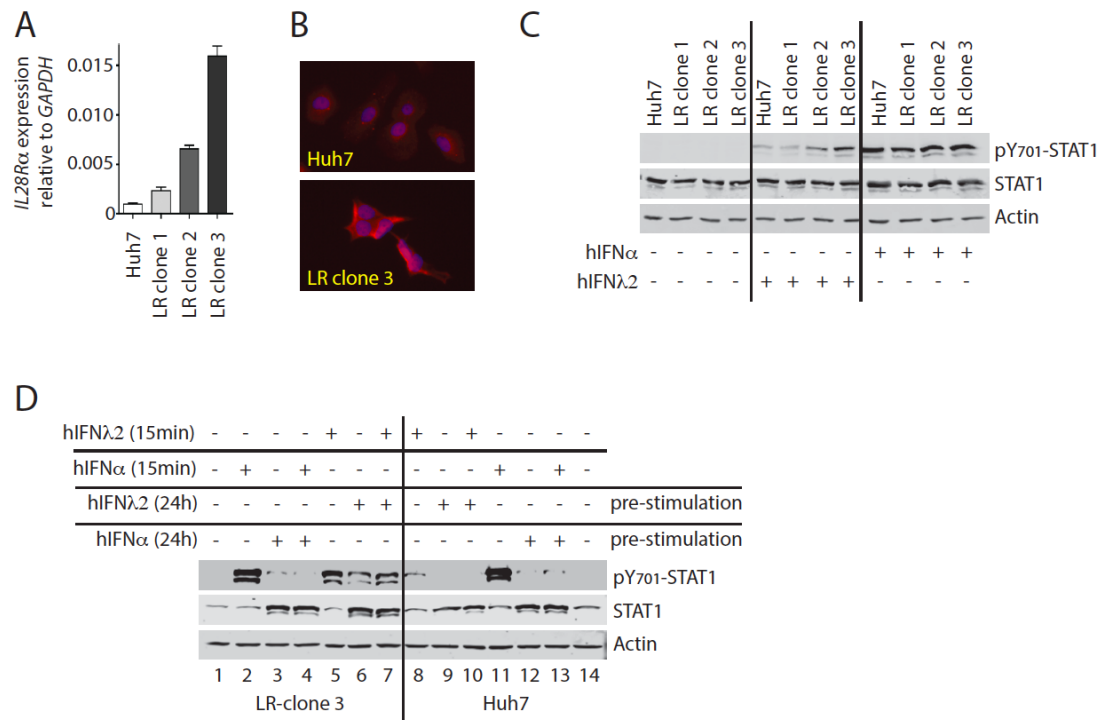 A
IL28Rα expression
relative to GAPDH
0.015
0.010
0.005
0
Huh7
LR clone 1
LR clone 2
LR clone 3
B
Huh7
LR clone 3
C
Huh7 LR clone 1 LR clone 2 LR clone 3 Huh7 LR clone 1 LR clone 2 LR clone 3 Huh7 LR clone 1 LR clone 2 LR clone 3
pY701-STAT1
STAT1
Actin
hIFNα - - - - - - - - + + + +
hIFNλ2 - - - - + + + + - - - -
D
hIFNλ2 (15min) - - - - + - + + - + - - - -
hIFNα (15min) - + - + - - - - - - + - + -
hIFNλ2 (24h) - - - - - + + - + + - - - - pre-stimulation
hIFNα (24h) - - + + - - - - - - - + + - pre-stimulation
pY701-STAT1
STAT1
Actin
1 2 3 4 5 6 7 8 9 10 11 12 13 14
LR-clone 3 Huh7